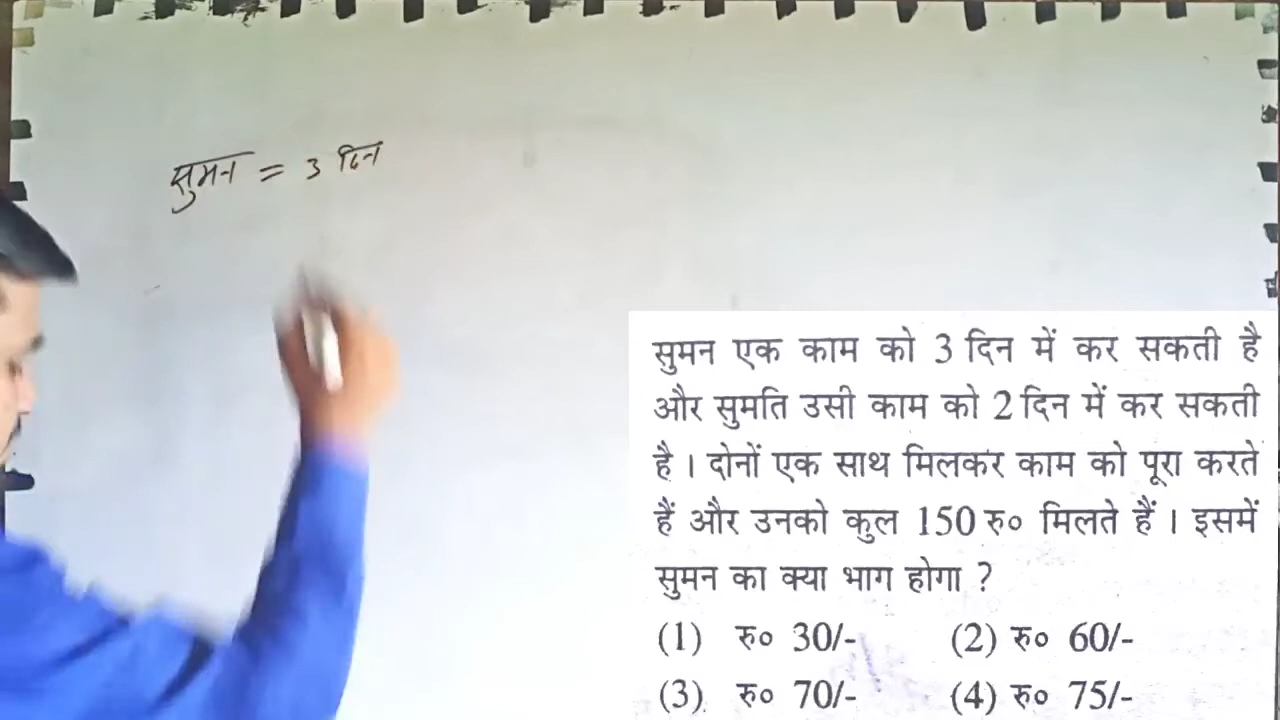 सुमन = 3 दिन
सुमन एक काम को 3 दिन में कर सकती है
और सुमति उसी काम को 2 दिन में कर सकती
है । दोनों एक साथ मिलकर काम को पूरा करते
हैं और उनको कुल 150 रु० मिलते हैं । इसमें
सुमन का क्या भाग होगा ?
(1) रु० 30/- (2) रु० 60/-
(3) रु० 70/- (4) रु० 75/-